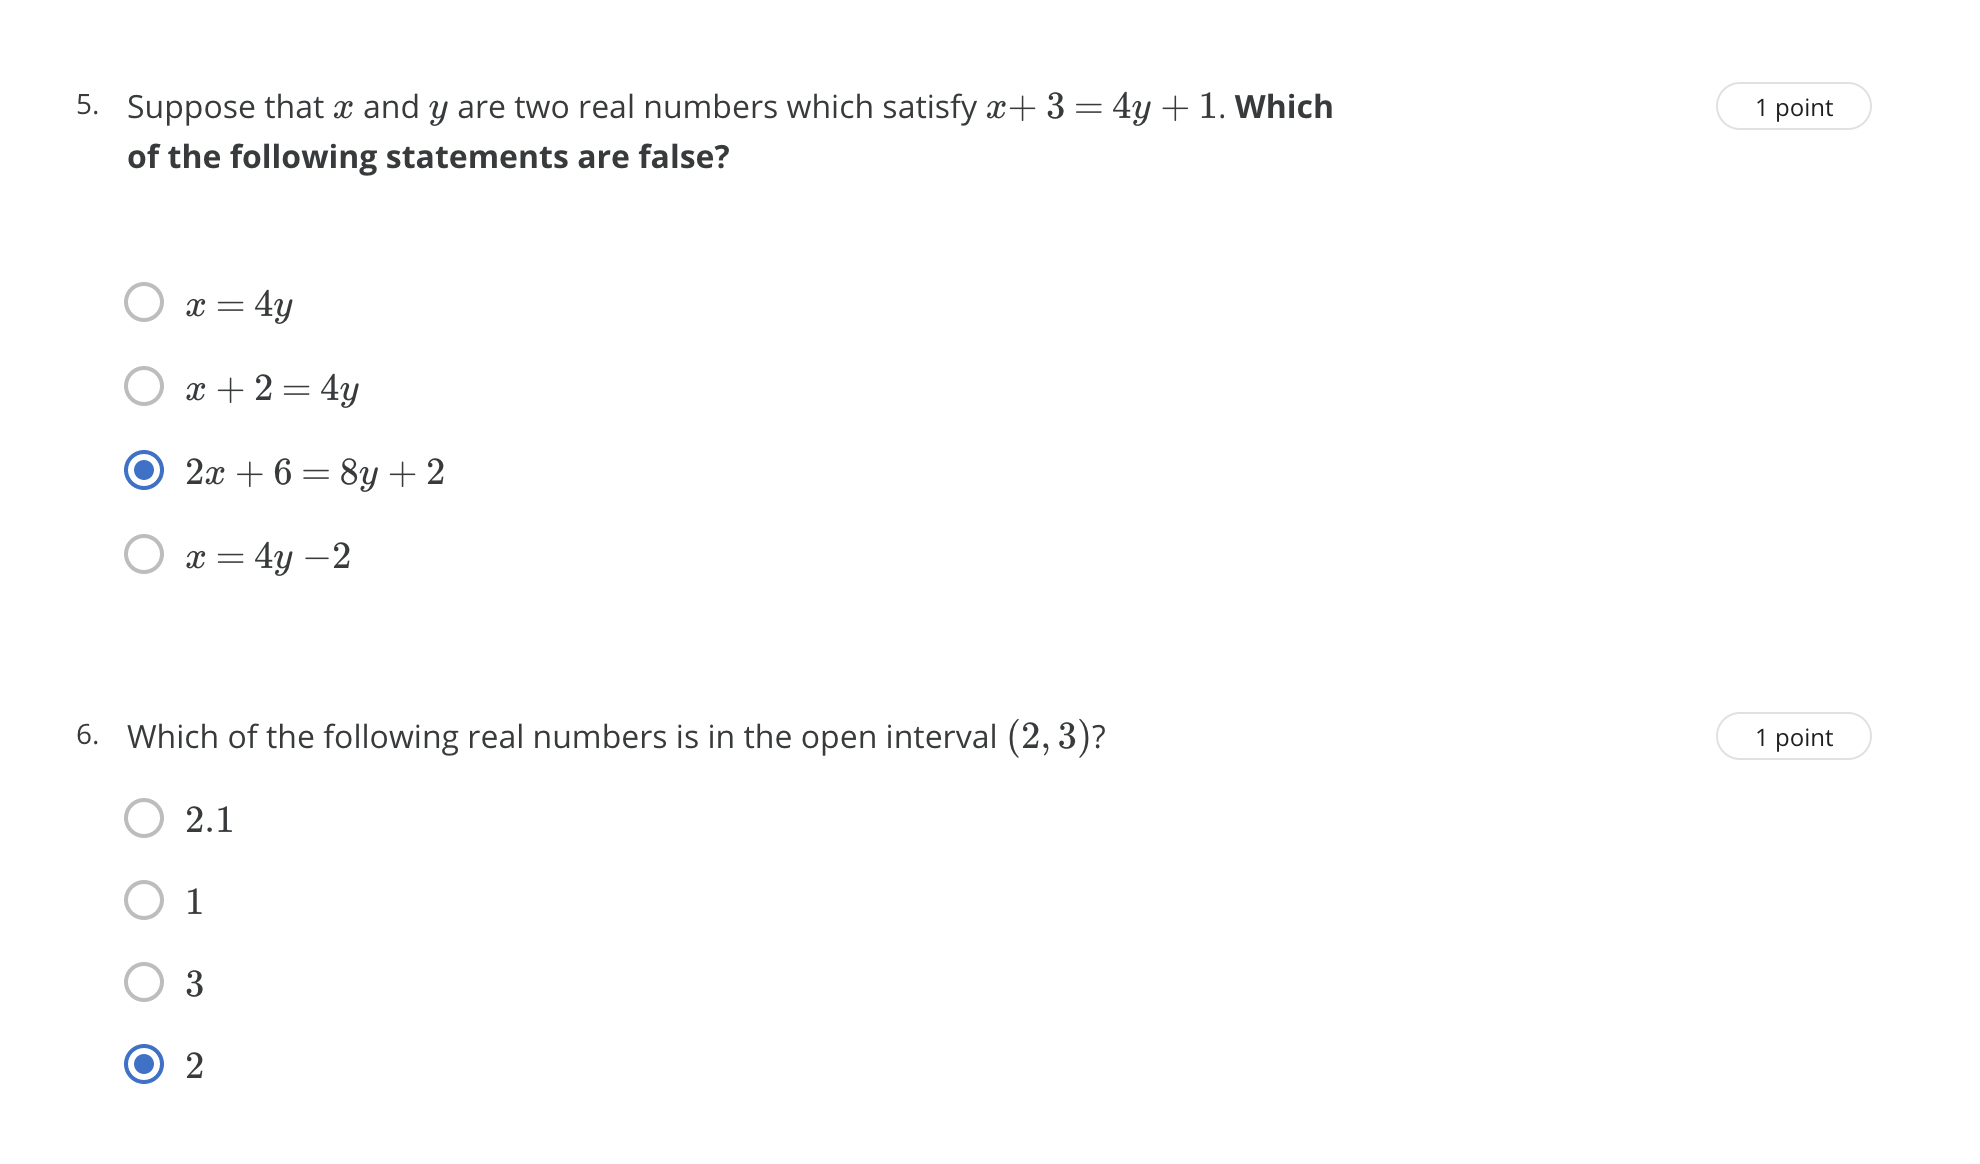 5. Suppose that x and y are two real numbers which satisfy x+ 3 = 4y + 1. Which 1 point
of the following statements are false?
x = 4y
x + 2 = 4y
2x + 6 = 8y + 2
x = 4y −2
6. Which of the following real numbers is in the open interval (2, 3)? 1 point
2.1
1
3
2